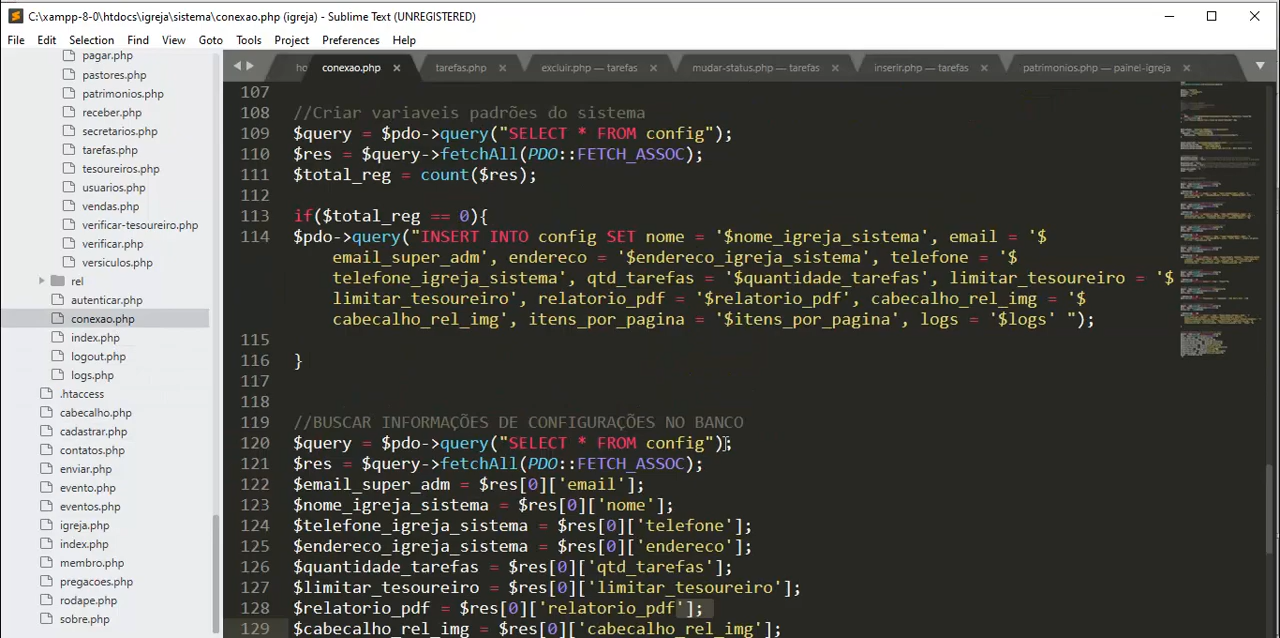 C:\xampp-8-0\htdocs\igreja\sistema\conexao.php (igreja) - Sublime Text (UNREGISTERED)
File Edit Selection Find View Goto Tools Project Preferences Help
pagar.php
pastores.php
patrimonios.php
receber.php
secretarios.php
tarefas.php
tesoureiros.php
usuarios.php
vendas.php
verificar-tesoureiro.php
verificar.php
versiculos.php
rel
autenticar.php
conexao.php
index.php
logout.php
logs.php
.htaccess
cabecalho.php
cadastrar.php
contatos.php
enviar.php
evento.php
eventos.php
igreja.php
index.php
membro.php
pregacoes.php
rodape.php
sobre.php
ho conexao.php × tarefas.php × excluir.php — tarefas × mudar-status.php — tarefas × inserir.php — tarefas × patrimonios.php — painel-igreja ×
107
108 //Criar variaveis padrões do sistema
109 $query = $pdo->query("SELECT * FROM config");
110 $res = $query->fetchAll(PDO::FETCH_ASSOC);
111 $total_reg = count($res);
112
113 if($total_reg == 0){
114 $pdo->query("INSERT INTO config SET nome = '$nome_igreja_sistema', email = '$
email_super_adm', endereco = '$endereco_igreja_sistema', telefone = '$
telefone_igreja_sistema', qtd_tarefas = '$quantidade_tarefas', limitar_tesoureiro = '$
limitar_tesoureiro', relatorio_pdf = '$relatorio_pdf', cabecalho_rel_img = '$
cabecalho_rel_img', itens_por_pagina = '$itens_por_pagina', logs = '$logs' ");
115
116 }
117
118
119 //BUSCAR INFORMAÇÕES DE CONFIGURAÇÕES NO BANCO
120 $query = $pdo->query("SELECT * FROM config");
121 $res = $query->fetchAll(PDO::FETCH_ASSOC);
122 $email_super_adm = $res[0]['email'];
123 $nome_igreja_sistema = $res[0]['nome'];
124 $telefone_igreja_sistema = $res[0]['telefone'];
125 $endereco_igreja_sistema = $res[0]['endereco'];
126 $quantidade_tarefas = $res[0]['qtd_tarefas'];
127 $limitar_tesoureiro = $res[0]['limitar_tesoureiro'];
128 $relatorio_pdf = $res[0]['relatorio_pdf'];
129 $cabecalho_rel_img = $res[0]['cabecalho_rel_img'];